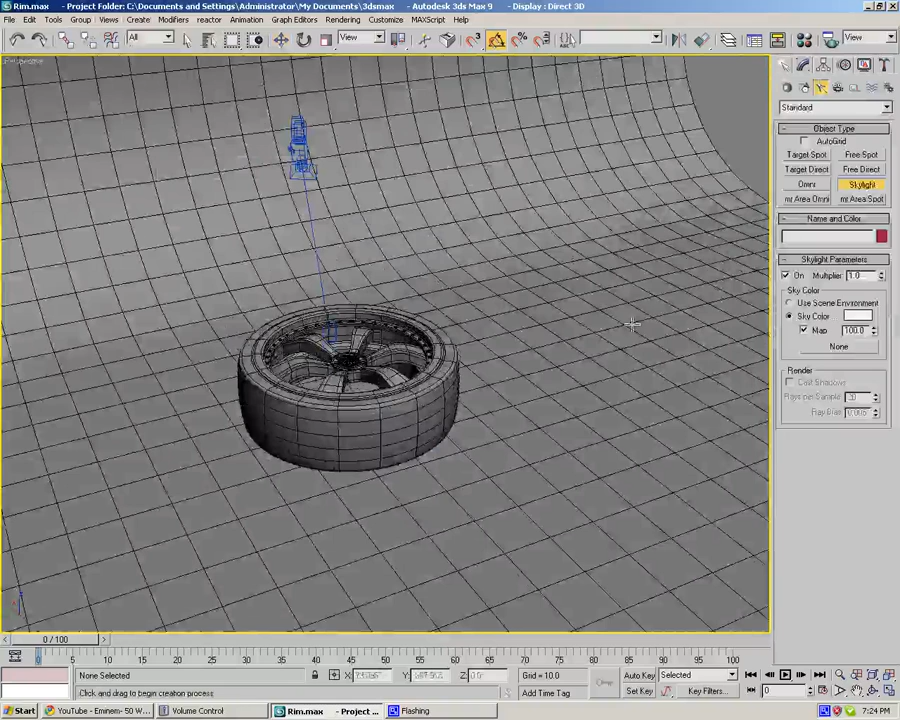 Rim.max - Project Folder: C:\Documents and Settings\Administrator\My Documents\3dsmax - Autodesk 3ds Max 9 - Display : Direct 3D
File Edit Tools Group Views Create Modifiers reactor Animation Graph Editors Rendering Customize MAXScript Help
All View View
Perspective
Standard
Object Type
AutoGrid
Target Spot Free Spot
Target Direct Free Direct
Omni Skylight
mr Area Omni mr Area Spot
Name and Color
Skylight Parameters
On Multiplier: 1.0
Sky Color
Use Scene Environment
Sky Color
Map 100.0
None
Render
Cast Shadows
Rays per Sample 20
Ray Bias 0.005
0 / 100
0 5 10 15 20 25 30 35 40 45 50 55 60 65 70 75 80 85 90 95 100
None Selected X: Y: Z: Grid = 10.0 Auto Key Selected
Click and drag to begin creation process Add Time Tag Set Key Key Filters... 0
Start YouTube - Eminem- 50 W... Volume Control Rim.max - Project ... Flashing 7:24 PM